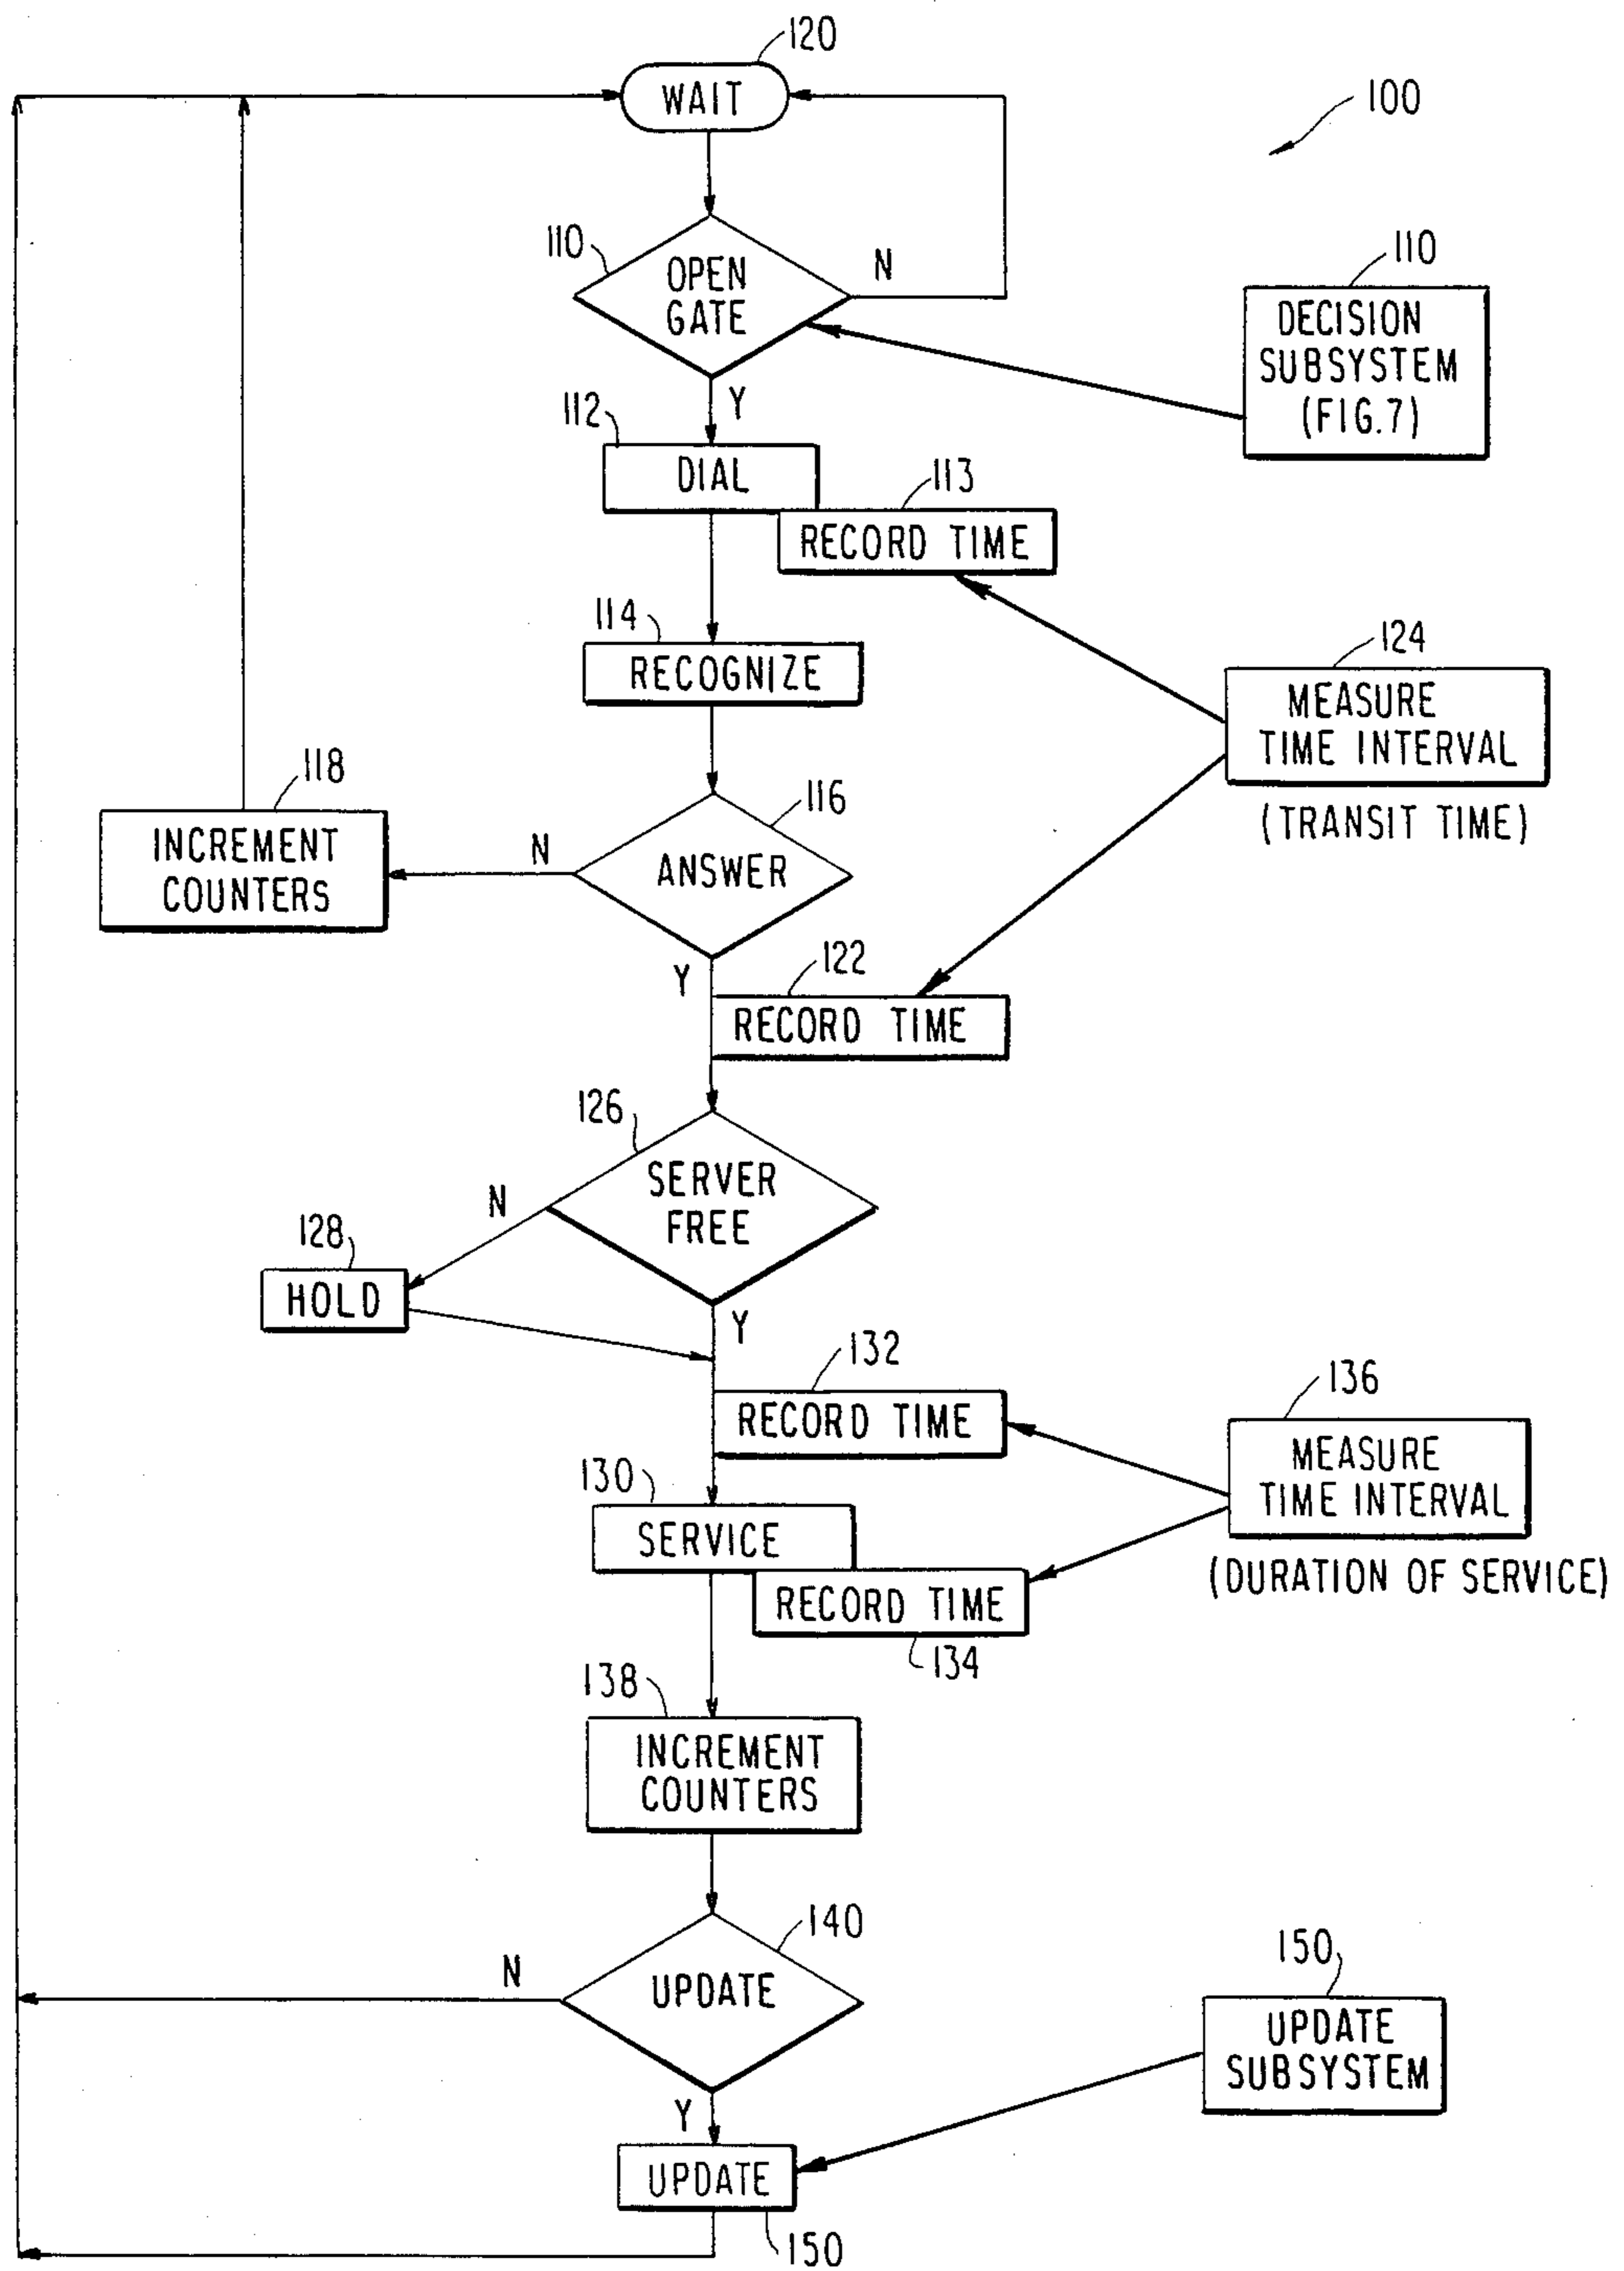 120
WAIT
100
110
OPEN
GATE
N
110
DECISION
SUBSYSTEM
(FIG.7)
Y
112
DIAL
113
RECORD TIME
114
RECOGNIZE
124
MEASURE
TIME INTERVAL
(TRANSIT TIME)
118
INCREMENT
COUNTERS
N
116
ANSWER
Y
122
RECORD TIME
126
SERVER
FREE
N
128
HOLD
Y
132
RECORD TIME
136
MEASURE
TIME INTERVAL
(DURATION OF SERVICE)
130
SERVICE
RECORD TIME
134
138
INCREMENT
COUNTERS
140
UPDATE
N
150
UPDATE
SUBSYSTEM
Y
UPDATE
150